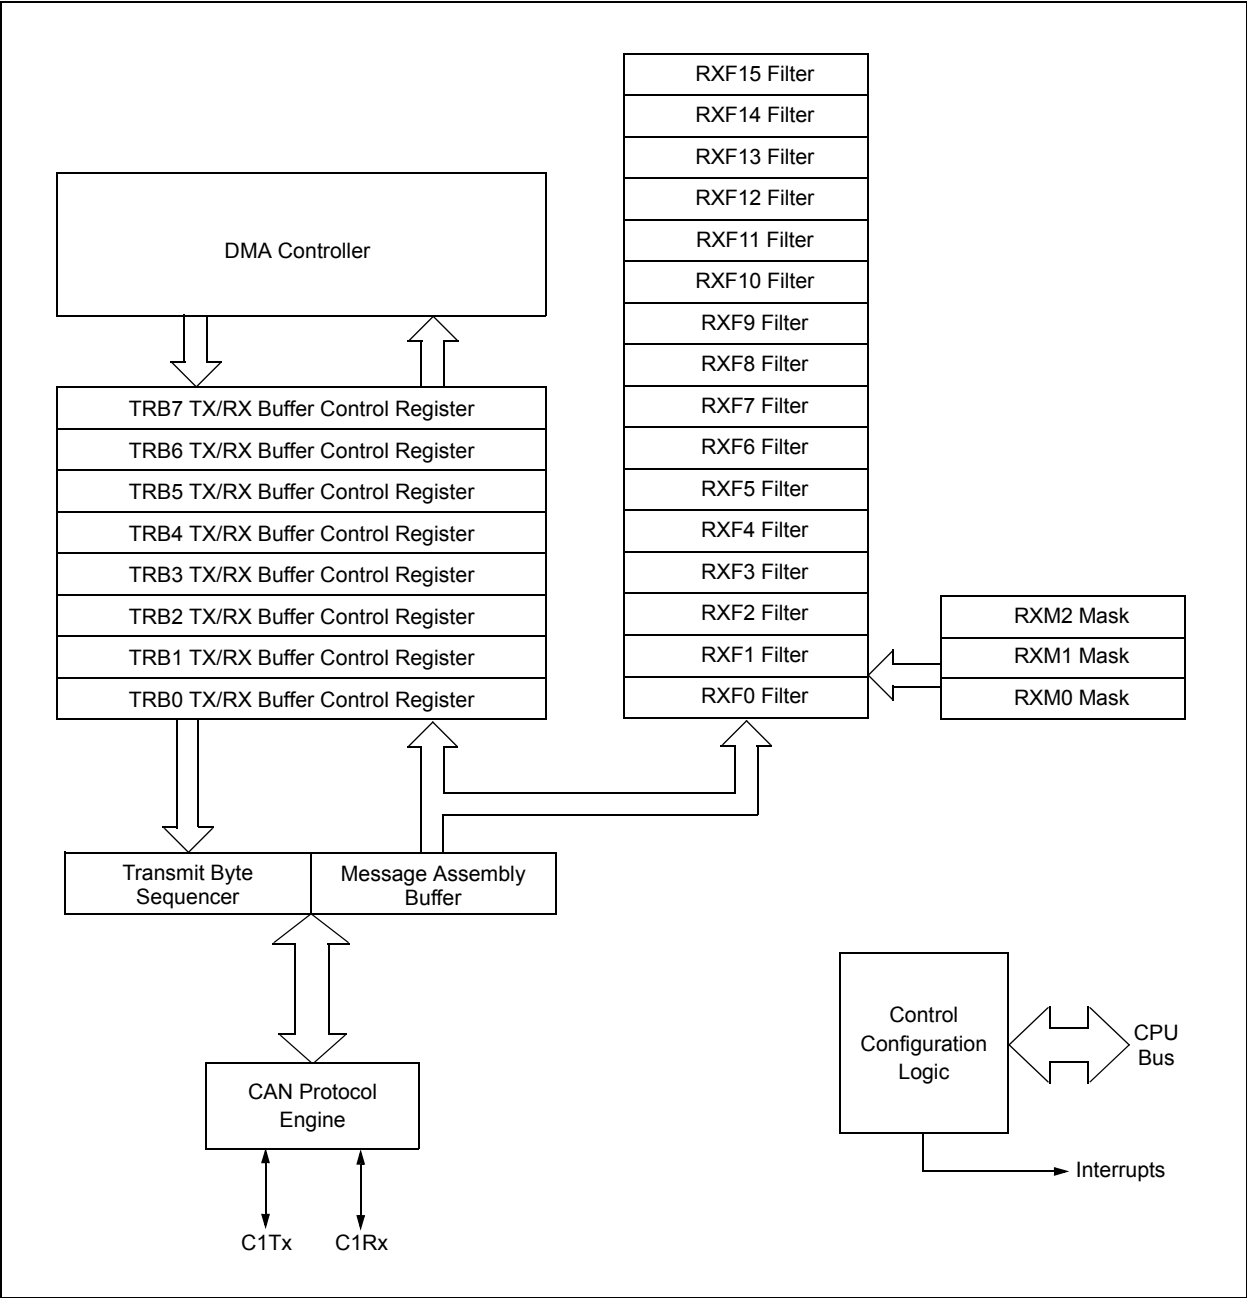 DMA Controller
TRB7 TX/RX Buffer Control Register
TRB6 TX/RX Buffer Control Register
TRB5 TX/RX Buffer Control Register
TRB4 TX/RX Buffer Control Register
TRB3 TX/RX Buffer Control Register
TRB2 TX/RX Buffer Control Register
TRB1 TX/RX Buffer Control Register
TRB0 TX/RX Buffer Control Register
Transmit Byte
Sequencer
Message Assembly
Buffer
CAN Protocol
Engine
C1Tx
C1Rx
RXF15 Filter
RXF14 Filter
RXF13 Filter
RXF12 Filter
RXF11 Filter
RXF10 Filter
RXF9 Filter
RXF8 Filter
RXF7 Filter
RXF6 Filter
RXF5 Filter
RXF4 Filter
RXF3 Filter
RXF2 Filter
RXF1 Filter
RXF0 Filter
RXM2 Mask
RXM1 Mask
RXM0 Mask
Control
Configuration
Logic
CPU
Bus
Interrupts